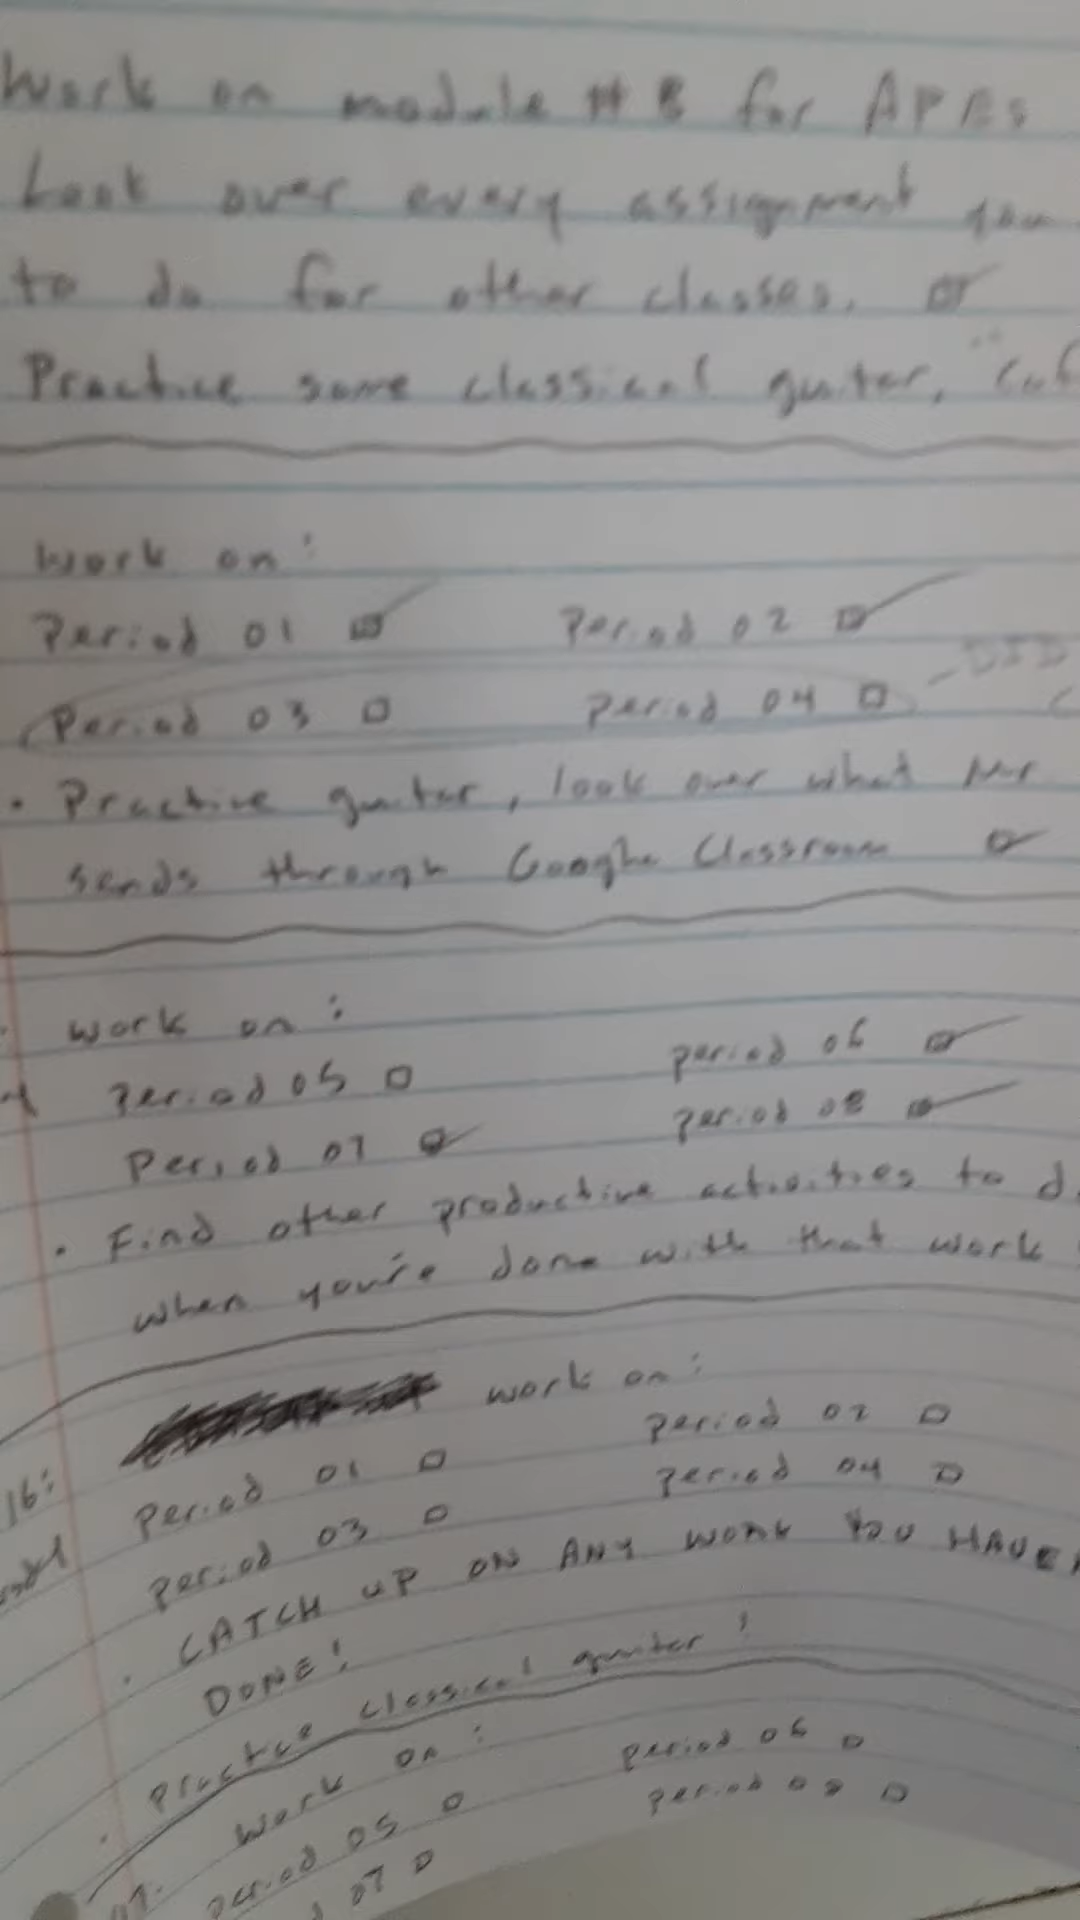 Work on module #8 for APES
Look over every assignment you
to do for other classes.
Practice some classical guitar,
Work on:
Period 01 Period 02
Period 03 Period 04
• Practice guitar, look over what Mr
sends through Google Classroom
work on:
Period 05 period 06
Period 07 period 08
• Find other productive activities to
when you're done with that work
work on:
16:
Period 01 period 02
Period 03 period 04
• CATCH UP ON ANY WORK YOU HAVE
DONE!
• Practice classical guitar!
Work on:
period 05 period 06
07 period 08